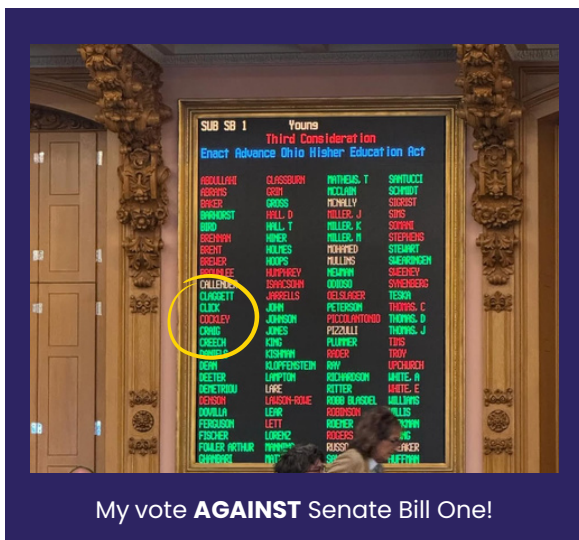 SUB SB 1 Young
Third Consideration
Enact Advance Ohio Higher Education Act
ABDULLAHI GLASSBURN MATHEWS, T SANTUCCI
ABRAMS GRIM MCCLAIN SCHMIDT
BAKER GROSS MCNALLY SIGRIST
BARHORST HALL, D MILLER, J SIMS
BIRD HALL, T MILLER, K SOMANI
BRENNAN HINER MILLER, M STEPHENS
BRENT HOLMES MOHAMED STEWART
BREWER HOOPS MULLINS SWEARINGEN
BROWNLEE HUMPHREY NEWMAN SWEENEY
CALLENDER ISAACSOHN ODIOSO SYNENBERG
CLAGGETT JARRELLS OELSLAGER TESKA
CLICK JOHN PETERSON THOMAS, C
COCKLEY JOHNSON PICCOLANTONIO THOMAS, D
CRAIG JONES PIZZULLI THOMAS, J
CREECH KING PLUMMER TIMS
DANIELS KISHMAN RADER TROY
DEAN KLOPFENSTEIN RAY UPCHURCH
DEETER LAMPTON RICHARDSON WHITE, A
DEMETRIOU LARE RITTER WHITE, E
DENSON LAWSON-ROWE ROBB BLASDEL WILLIAMS
DOVILLA LEAR ROBINSON WILLIS
FERGUSON LETT ROEMER
FISCHER LORENZ ROGERS
FOWLER ARTHUR MANNING RUSSO
GHANBARI
My vote AGAINST Senate Bill One!